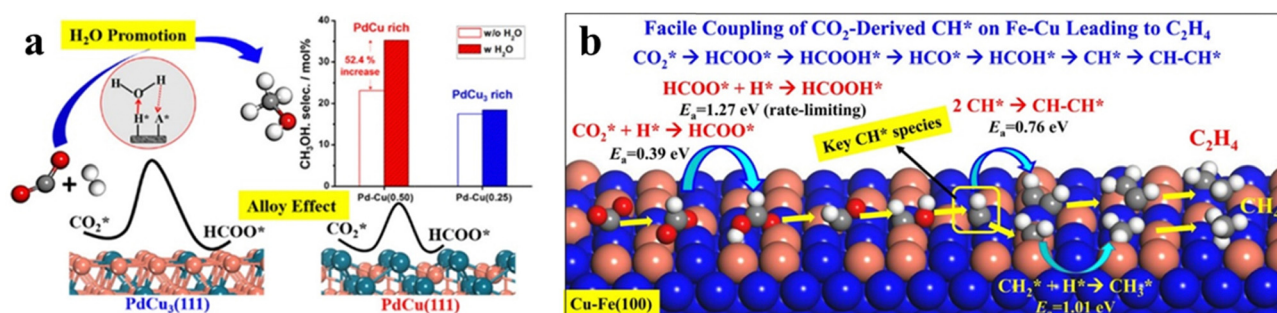 a
H₂O Promotion
H
H
O
H*
A*
+
CO₂*
HCOO*
PdCu₃(111)
Alloy Effect
CH₃OH. selec. / mol%
40
30
20
10
0
PdCu rich
w/o H₂O
w H₂O
52.4 %
increase
PdCu₃ rich
Pd-Cu(0.50)
Pd-Cu(0.25)
CO₂*
HCOO*
PdCu(111)
b
Facile Coupling of CO₂-Derived CH* on Fe-Cu Leading to C₂H₄
CO₂* → HCOO* → HCOOH* → HCO* → HCOH* → CH* → CH-CH*
HCOO* + H* → HCOOH*
Eₐ=1.27 eV (rate-limiting)
CO₂* + H* → HCOO*
Eₐ=0.39 eV
Key CH* species
2 CH* → CH-CH*
Eₐ=0.76 eV
C₂H₄
Cu-Fe(100)
CH₂* + H* → CH₃*
Eₐ=1.01 eV